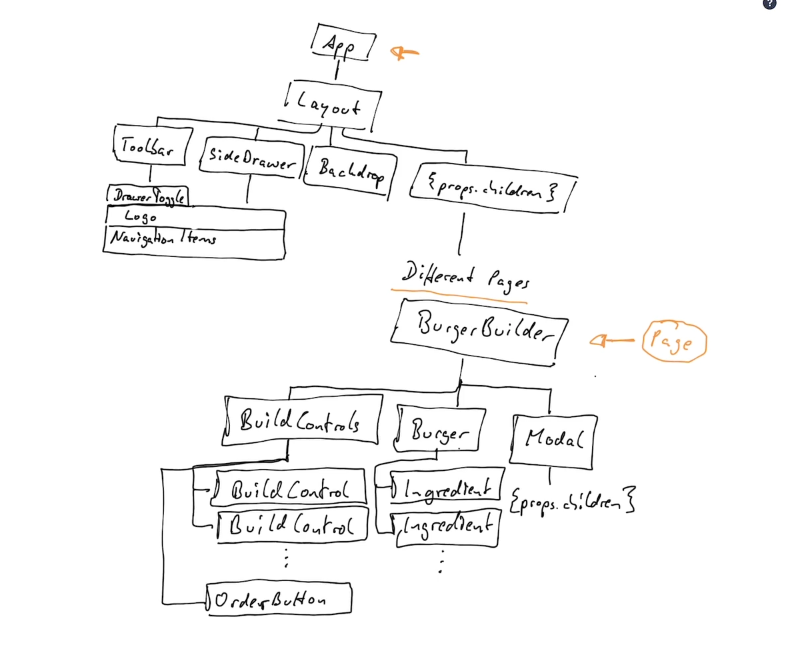 ?
App
Layout
Toolbar
SideDrawer
Backdrop
{props.children}
DrawerToggle
Logo
Navigation Items
Different Pages
BurgerBuilder
Page
BuildControls
Burger
Modal
BuildControl
Ingredient
{props.children}
BuildControl
Ingredient
OrderButton